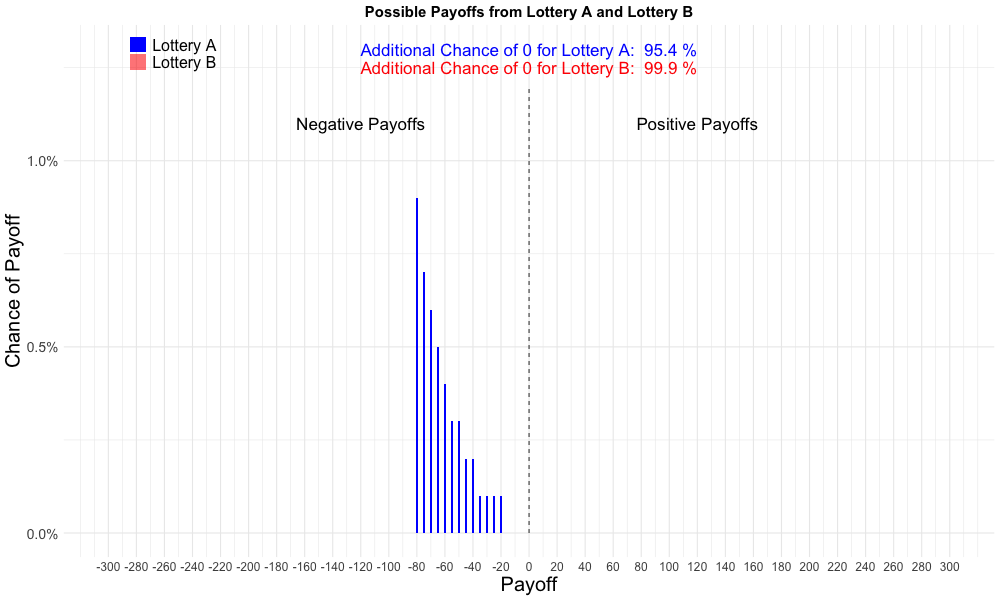 Possible Payoffs from Lottery A and Lottery B
Lottery A
Lottery B
Additional Chance of 0 for Lottery A: 95.4 %
Additional Chance of 0 for Lottery B: 99.9 %
Negative Payoffs
Positive Payoffs
Chance of Payoff
1.0%
0.5%
0.0%
-300 -280 -260 -240 -220 -200 -180 -160 -140 -120 -100 -80 -60 -40 -20 0 20 40 60 80 100 120 140 160 180 200 220 240 260 280 300
Payoff